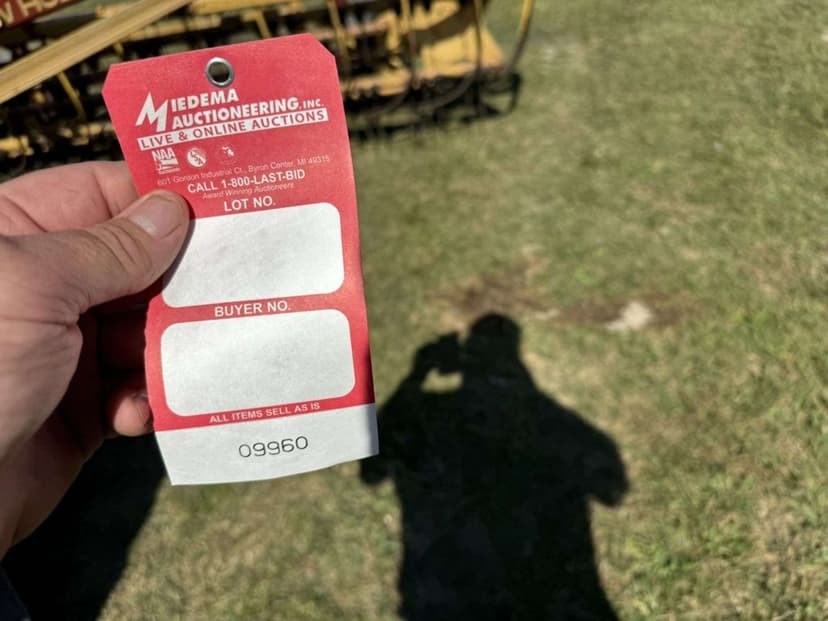 W HO
MIEDEMA
AUCTIONEERING, INC.
LIVE & ONLINE AUCTIONS
NAA
601 Gordon Industrial Ct., Byron Center, MI 49315
CALL 1-800-LAST-BID
Award Winning Auctioneers
LOT NO.
BUYER NO.
ALL ITEMS SELL AS IS
09960